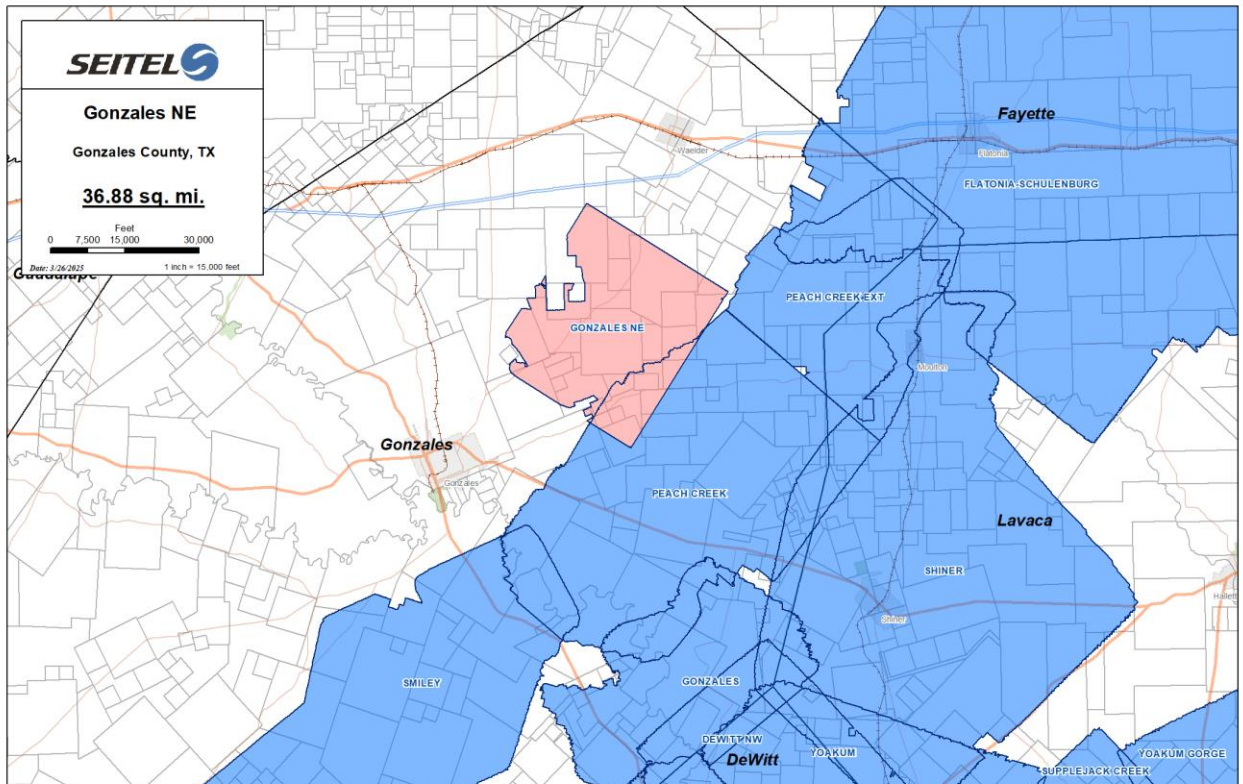 SEITEL
Gonzales NE
Gonzales County, TX
36.88 sq. mi.
Feet
0 7,500 15,000 30,000
Date: 3/26/2025
1 inch = 15,000 feet
Guadalupe
Waelder
Fayette
Flatonia
FLATONIA-SCHULENBURG
PEACH CREEK EXT
GONZALES NE
Moulton
Gonzales
Gonzales
PEACH CREEK
Lavaca
SHINER
Shiner
SMILEY
GONZALES
DEWITT NW
YOAKUM
DeWitt
YOAKUM GORGE
SUPPLEJACK CREEK